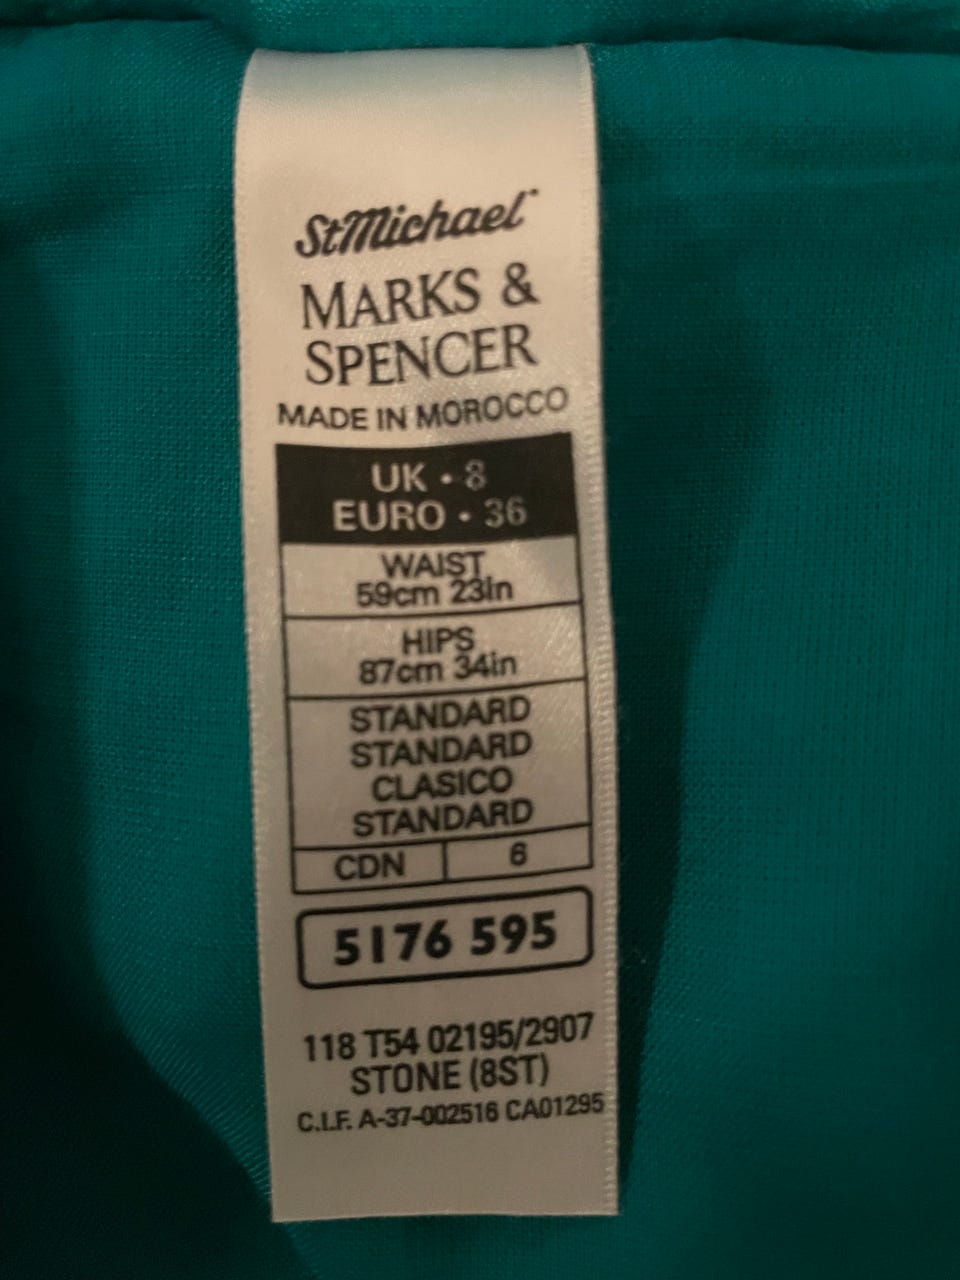 StMichael
MARKS &
SPENCER
MADE IN MOROCCO
UK • 8
EURO • 36
WAIST
59cm 23in
HIPS
87cm 34in
STANDARD
STANDARD
CLASICO
STANDARD
CDN 6
5176 595
118 T54 02195/2907
STONE (8ST)
C.I.F. A-37-002516 CA01295